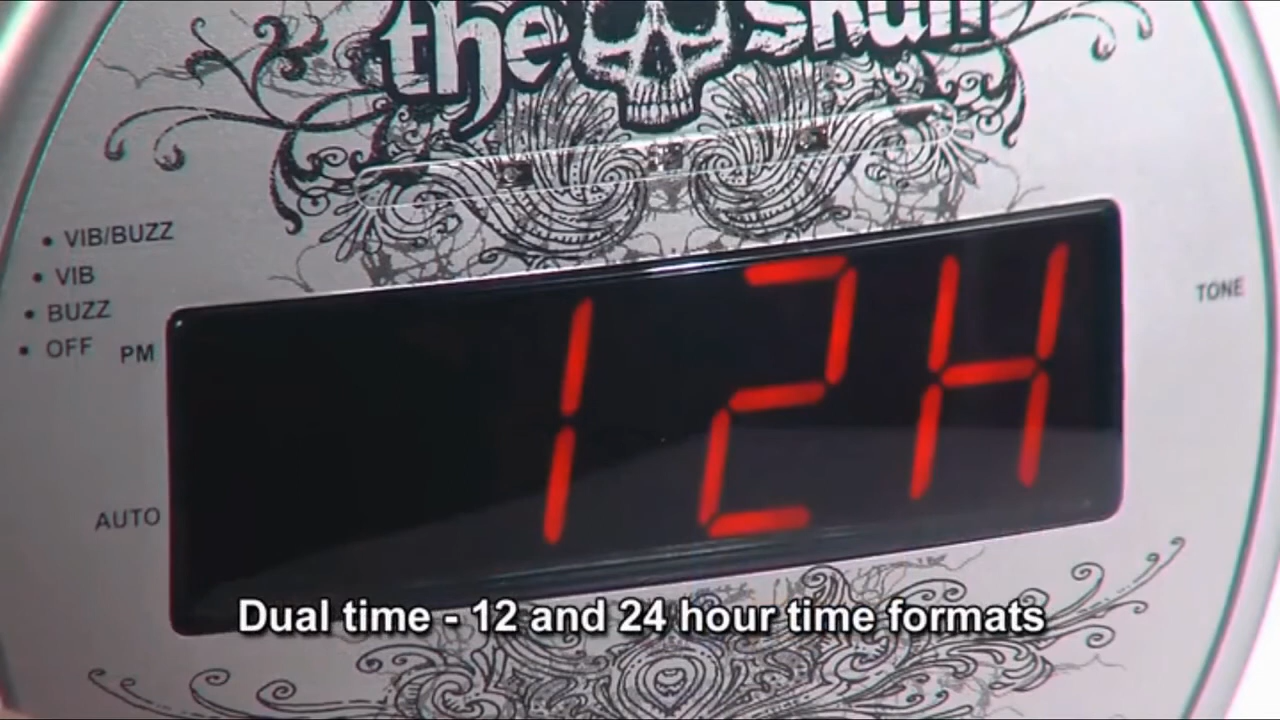 the skull
• VIB/BUZZ
• VIB
• BUZZ
• OFF
PM
AUTO
TONE
12H
Dual time - 12 and 24 hour time formats